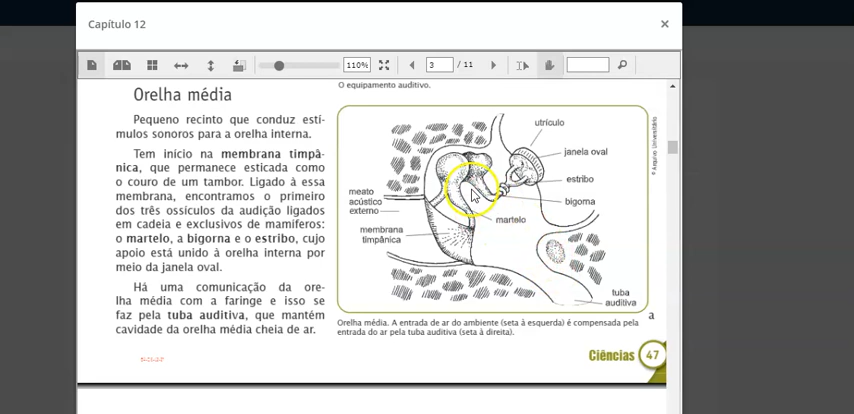 Capítulo 12
×
110%
3
/ 11
Orelha média
Pequeno recinto que conduz estí-
mulos sonoros para a orelha interna.
Tem início na membrana timpâ-
nica, que permanece esticada como
o couro de um tambor. Ligado à essa
membrana, encontramos o primeiro
dos três ossículos da audição ligados
em cadeia e exclusivos de mamíferos:
o martelo, a bigorna e o estribo, cujo
apoio está unido à orelha interna por
meio da janela oval.
Há uma comunicação da ore-
lha média com a faringe e isso se
faz pela tuba auditiva, que mantém
cavidade da orelha média cheia de ar.
O equipamento auditivo.
utrículo
janela oval
estribo
bigorna
martelo
meato
acústico
externo
membrana
timpânica
tuba
auditiva
© Arquivo Universitário
a
Orelha média. A entrada de ar do ambiente (seta à esquerda) é compensada pela
entrada do ar pela tuba auditiva (seta à direita).
Ciências 47